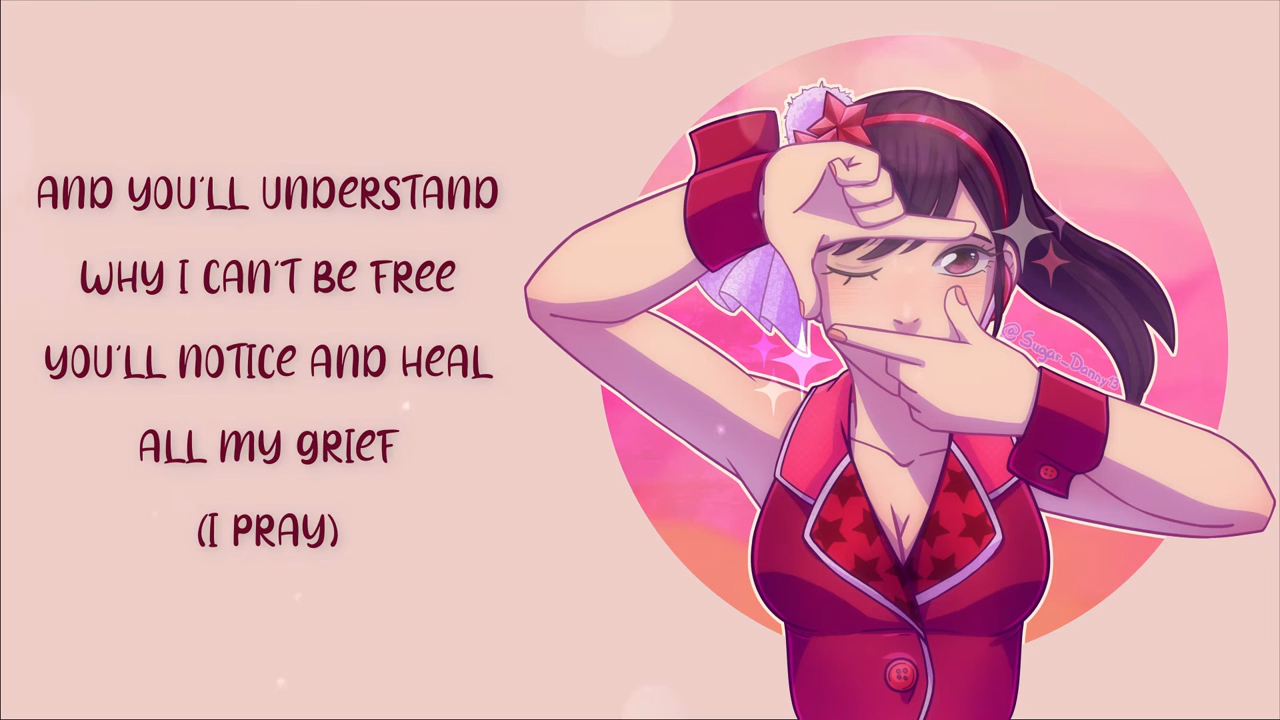 AND YOU'LL UNDERSTAND
WHY I CAN'T BE FREE
YOU'LL NOTICE AND HEAL
ALL MY GRIEF
(I PRAY)
@Sugar_Danny13